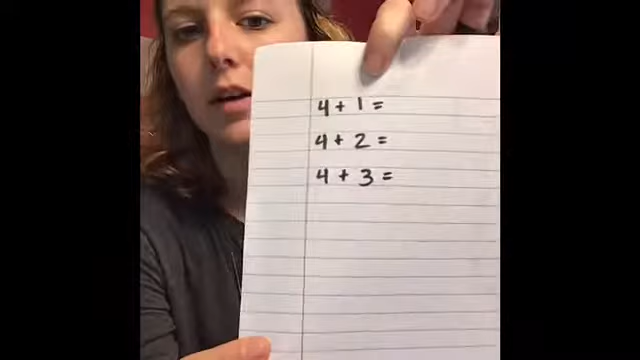 4 + 1 =
4 + 2 =
4 + 3 =